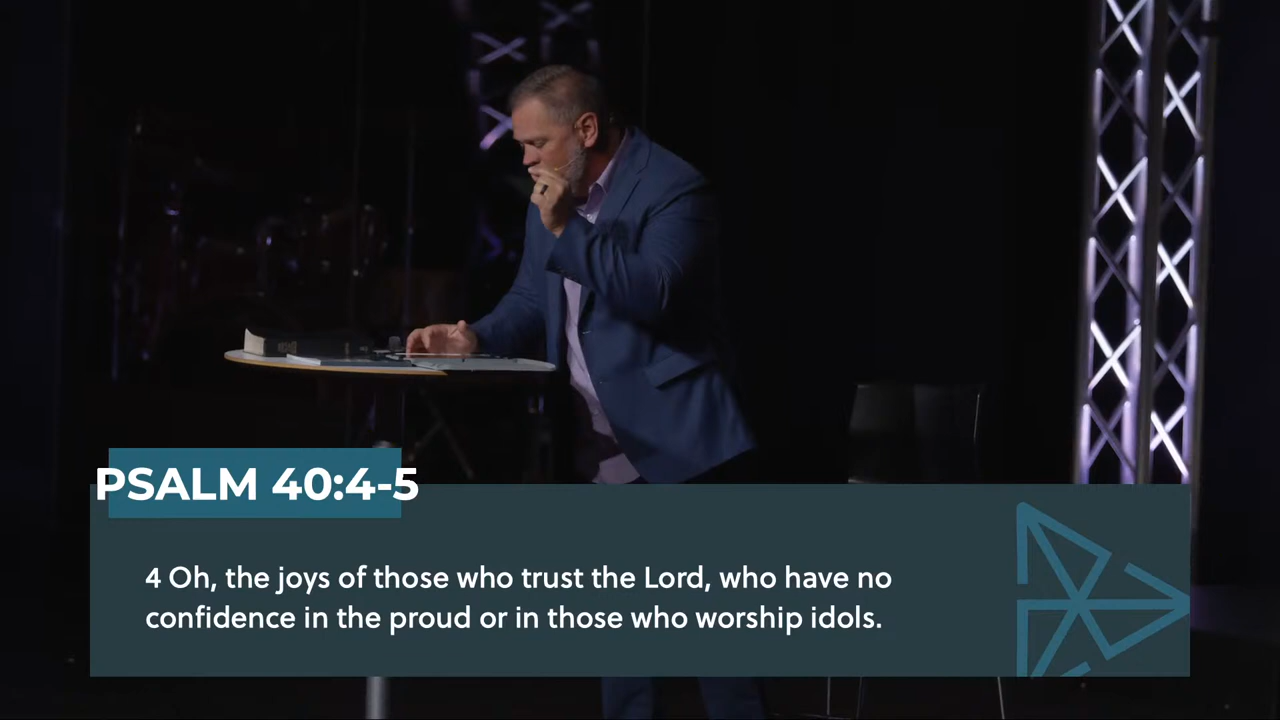 PSALM 40:4-5
4 Oh, the joys of those who trust the Lord, who have no
confidence in the proud or in those who worship idols.